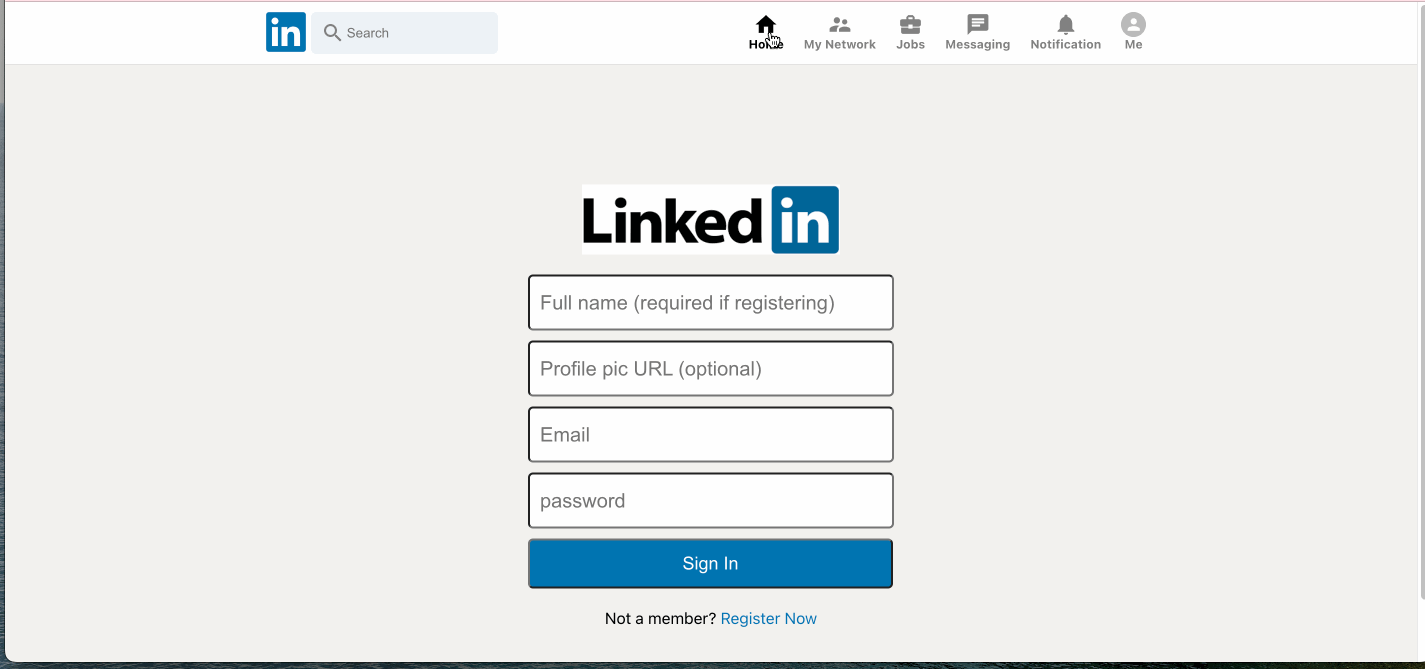 in Search Home My Network Jobs Messaging Notification Me
Linked in
Full name (required if registering)
Profile pic URL (optional)
Email
password
Sign In
Not a member? Register Now